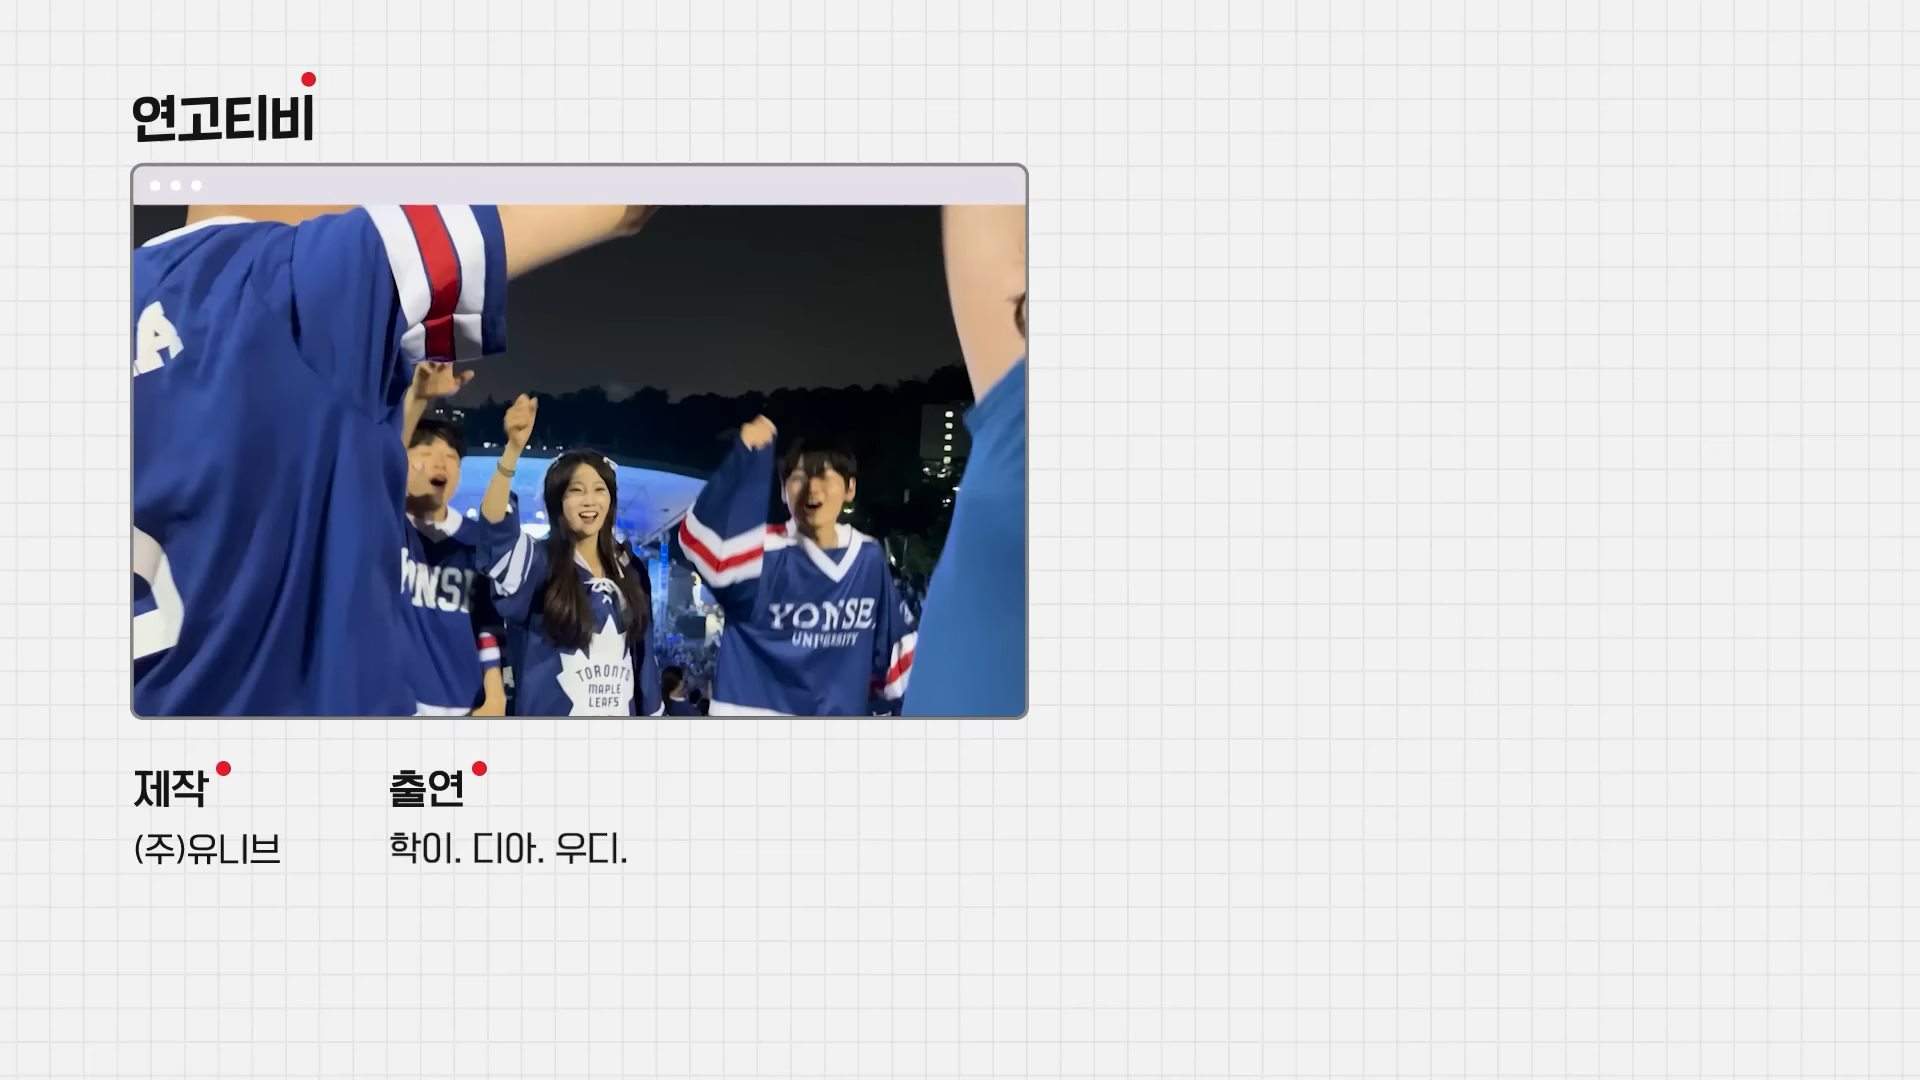 연고티비
A
TORONTO
MAPLE
LEAFS
YONSE
UNIVERSITY
제작
(주)유니브
출연
학이. 디아. 우디.